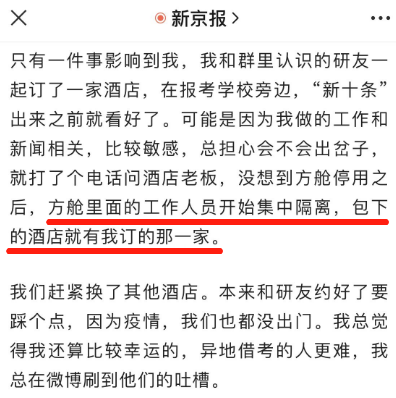 新京报
只有一件事影响到我，我和群里认识的研友一
起订了一家酒店，在报考学校旁边，“新十条”
出来之前就看好了。可能是因为我做的工作和
新闻相关，比较敏感，总担心会不会出岔子，
就打了个电话问酒店老板，没想到方舱停用之
后，方舱里面的工作人员开始集中隔离，包下
的酒店就有我订的那一家。
我们赶紧换了其他酒店。本来和研友约好了要
踩个点，因为疫情，我们也都没出门。我总觉
得我还算比较幸运的，异地借考的人更难，我
总在微博刷到他们的吐槽。